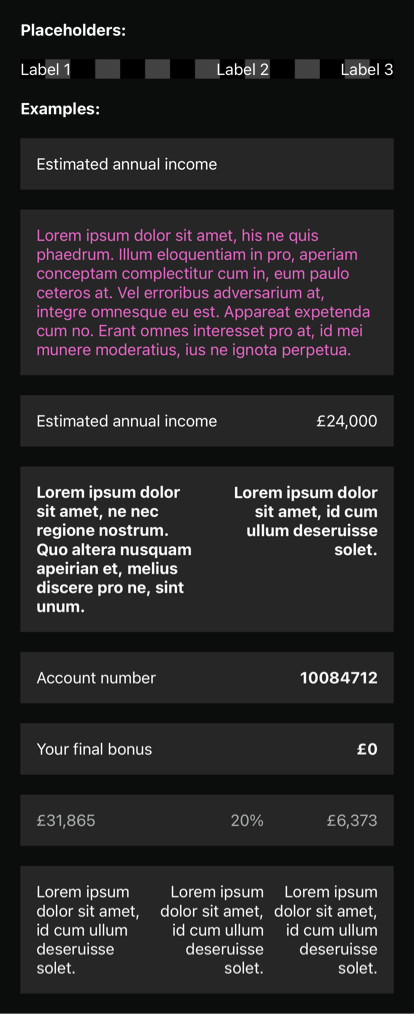 Placeholders:
Label 1 Label 2 Label 3
Examples:
Estimated annual income
Lorem ipsum dolor sit amet, his ne quis
phaedrum. Illum eloquentiam in pro, aperiam
conceptam complectitur cum in, eum paulo
ceteros at. Vel erroribus adversarium at,
integre omnesque eu est. Appareat expetenda
cum no. Erant omnes interesset pro at, id mei
munere moderatius, ius ne ignota perpetua.
Estimated annual income £24,000
Lorem ipsum dolor
sit amet, ne nec
regione nostrum.
Quo altera nusquam
apeirian et, melius
discere pro ne, sint
unum.
Lorem ipsum dolor
sit amet, id cum
ullum deseruisse
solet.
Account number 10084712
Your final bonus £0
£31,865 20% £6,373
Lorem ipsum
dolor sit amet,
id cum ullum
deseruisse
solet.
Lorem ipsum
dolor sit amet,
id cum ullum
deseruisse
solet.
Lorem ipsum
dolor sit amet,
id cum ullum
deseruisse
solet.